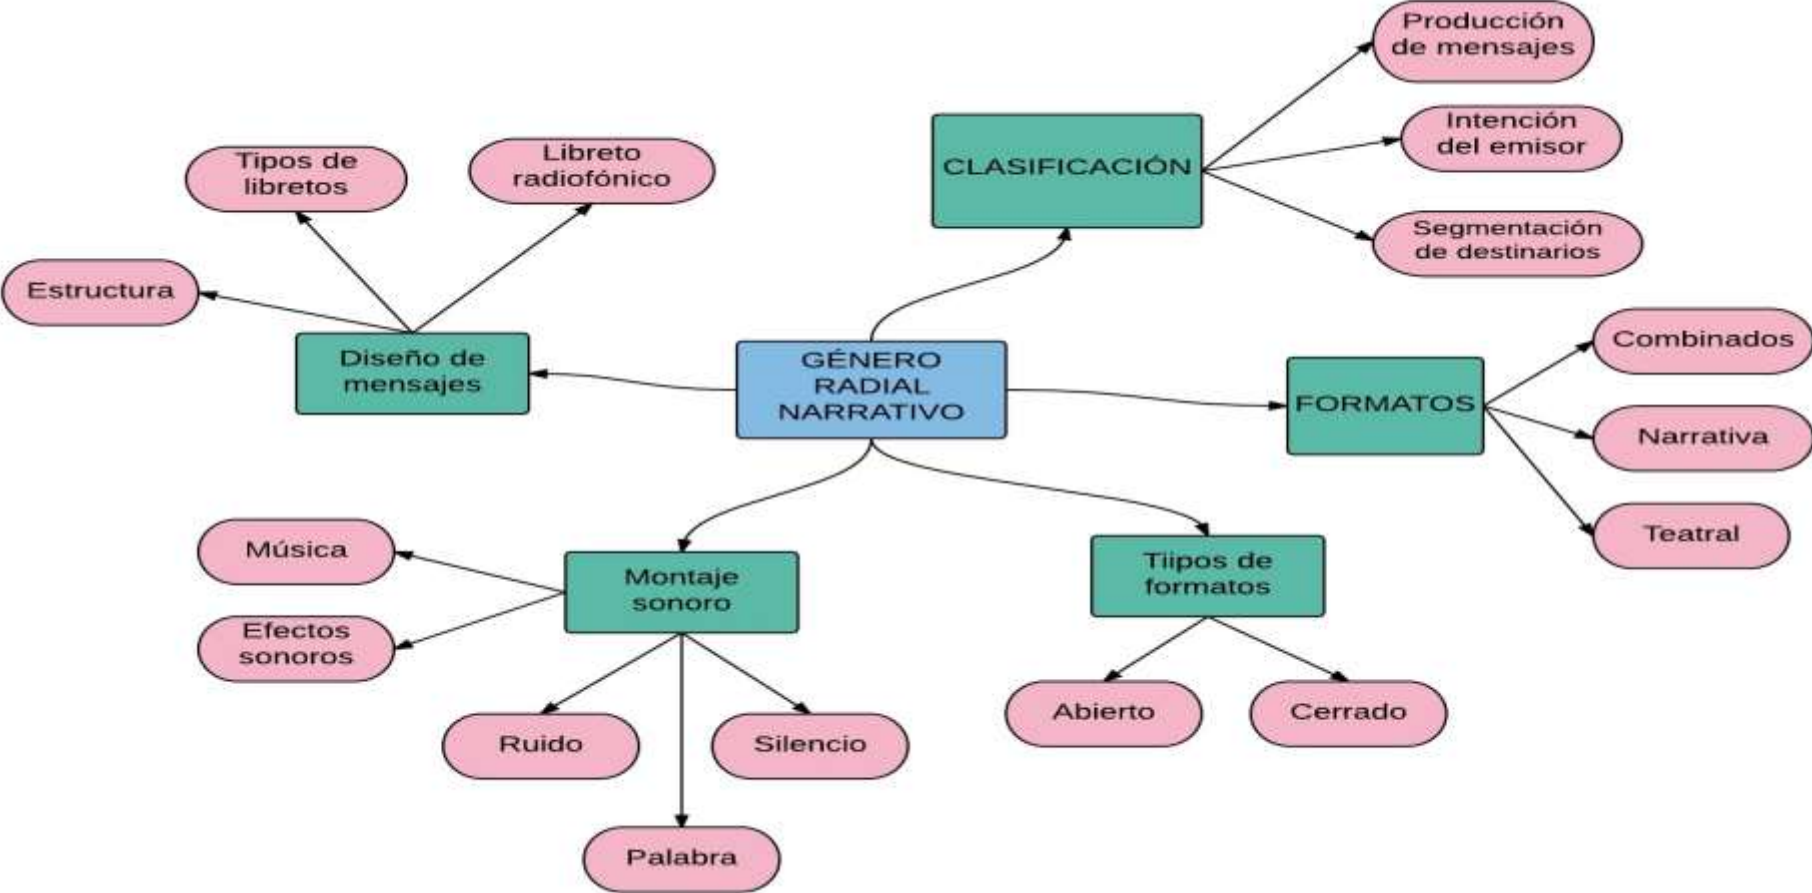 Producción
de mensajes
CLASIFICACIÓN
Intención
del emisor
Segmentación
de destinarios
Tipos de
libretos
Libreto
radiofónico
Estructura
Diseño de
mensajes
GÉNERO
RADIAL
NARRATIVO
FORMATOS
Combinados
Narrativa
Teatral
Música
Efectos
sonoros
Montaje
sonoro
Ruido
Silencio
Palabra
Tiipos de
formatos
Abierto
Cerrado